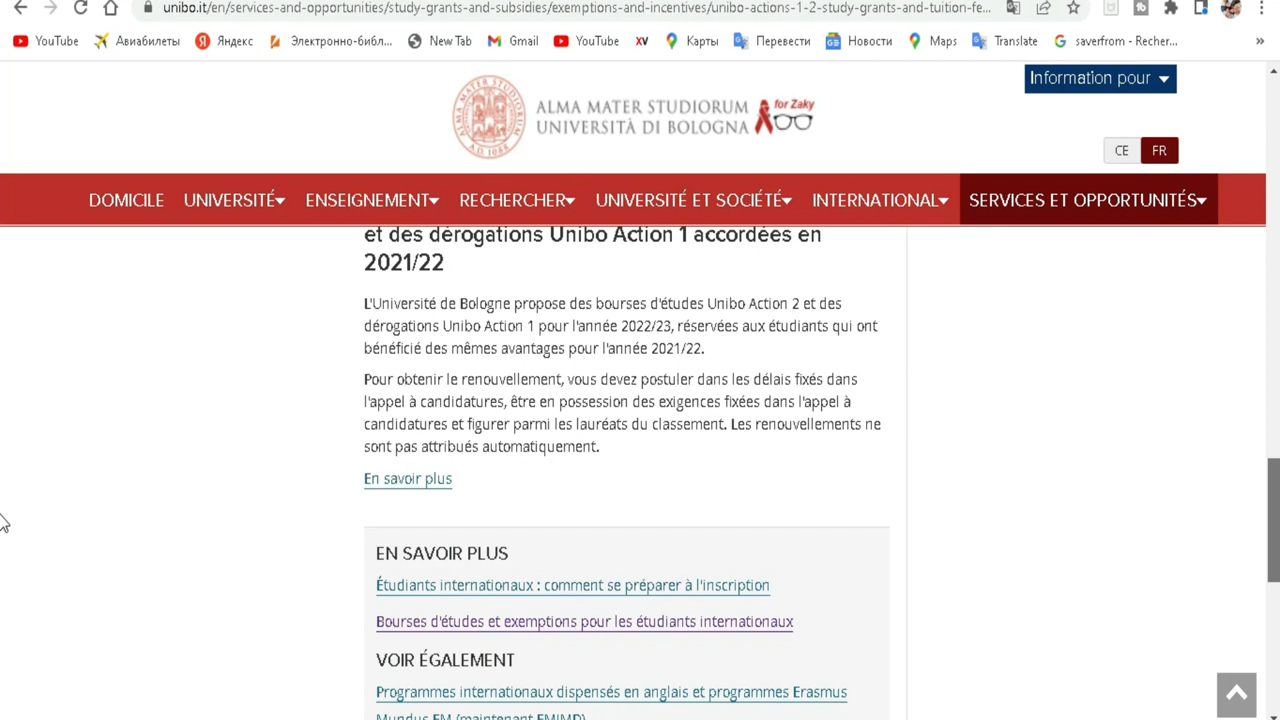 unibo.it/en/services-and-opportunities/study-grants-and-subsidies/exemptions-and-incentives/unibo-actions-1-2-study-grants-and-tuition-fe...
YouTube Авиабилеты Яндекс Электронно-библ... New Tab Gmail YouTube XV Карты Перевести Новости Maps Translate saverfrom - Recher... »
Information pour
ALMA MATER STUDIORUM
UNIVERSITÀ DI BOLOGNA
for Zaky
A.D. 1088
CE FR
DOMICILE UNIVERSITÉ ENSEIGNEMENT RECHERCHER UNIVERSITÉ ET SOCIÉTÉ INTERNATIONAL SERVICES ET OPPORTUNITÉS
et des dérogations Unibo Action 1 accordées en
2021/22
L'Université de Bologne propose des bourses d'études Unibo Action 2 et des
dérogations Unibo Action 1 pour l'année 2022/23, réservées aux étudiants qui ont
bénéficié des mêmes avantages pour l'année 2021/22.
Pour obtenir le renouvellement, vous devez postuler dans les délais fixés dans
l'appel à candidatures, être en possession des exigences fixées dans l'appel à
candidatures et figurer parmi les lauréats du classement. Les renouvellements ne
sont pas attribués automatiquement.
En savoir plus
EN SAVOIR PLUS
Étudiants internationaux : comment se préparer à l'inscription
Bourses d'études et exemptions pour les étudiants internationaux
VOIR ÉGALEMENT
Programmes internationaux dispensés en anglais et programmes Erasmus
Mundus EM (maintenant EMJMD)